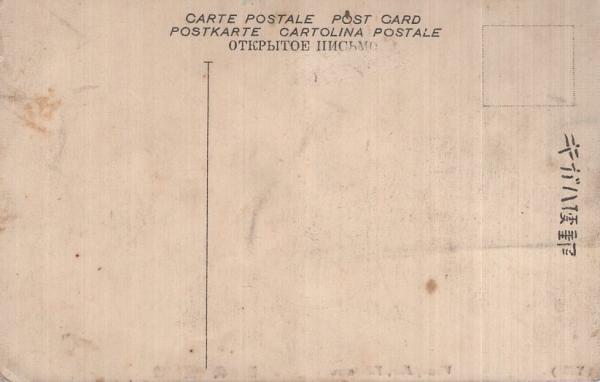 CARTE POSTALE POST CARD
POSTKARTE CARTOLINA POSTALE
ОТКРЫТОЕ ПИСЬМО
郵便ハガキ